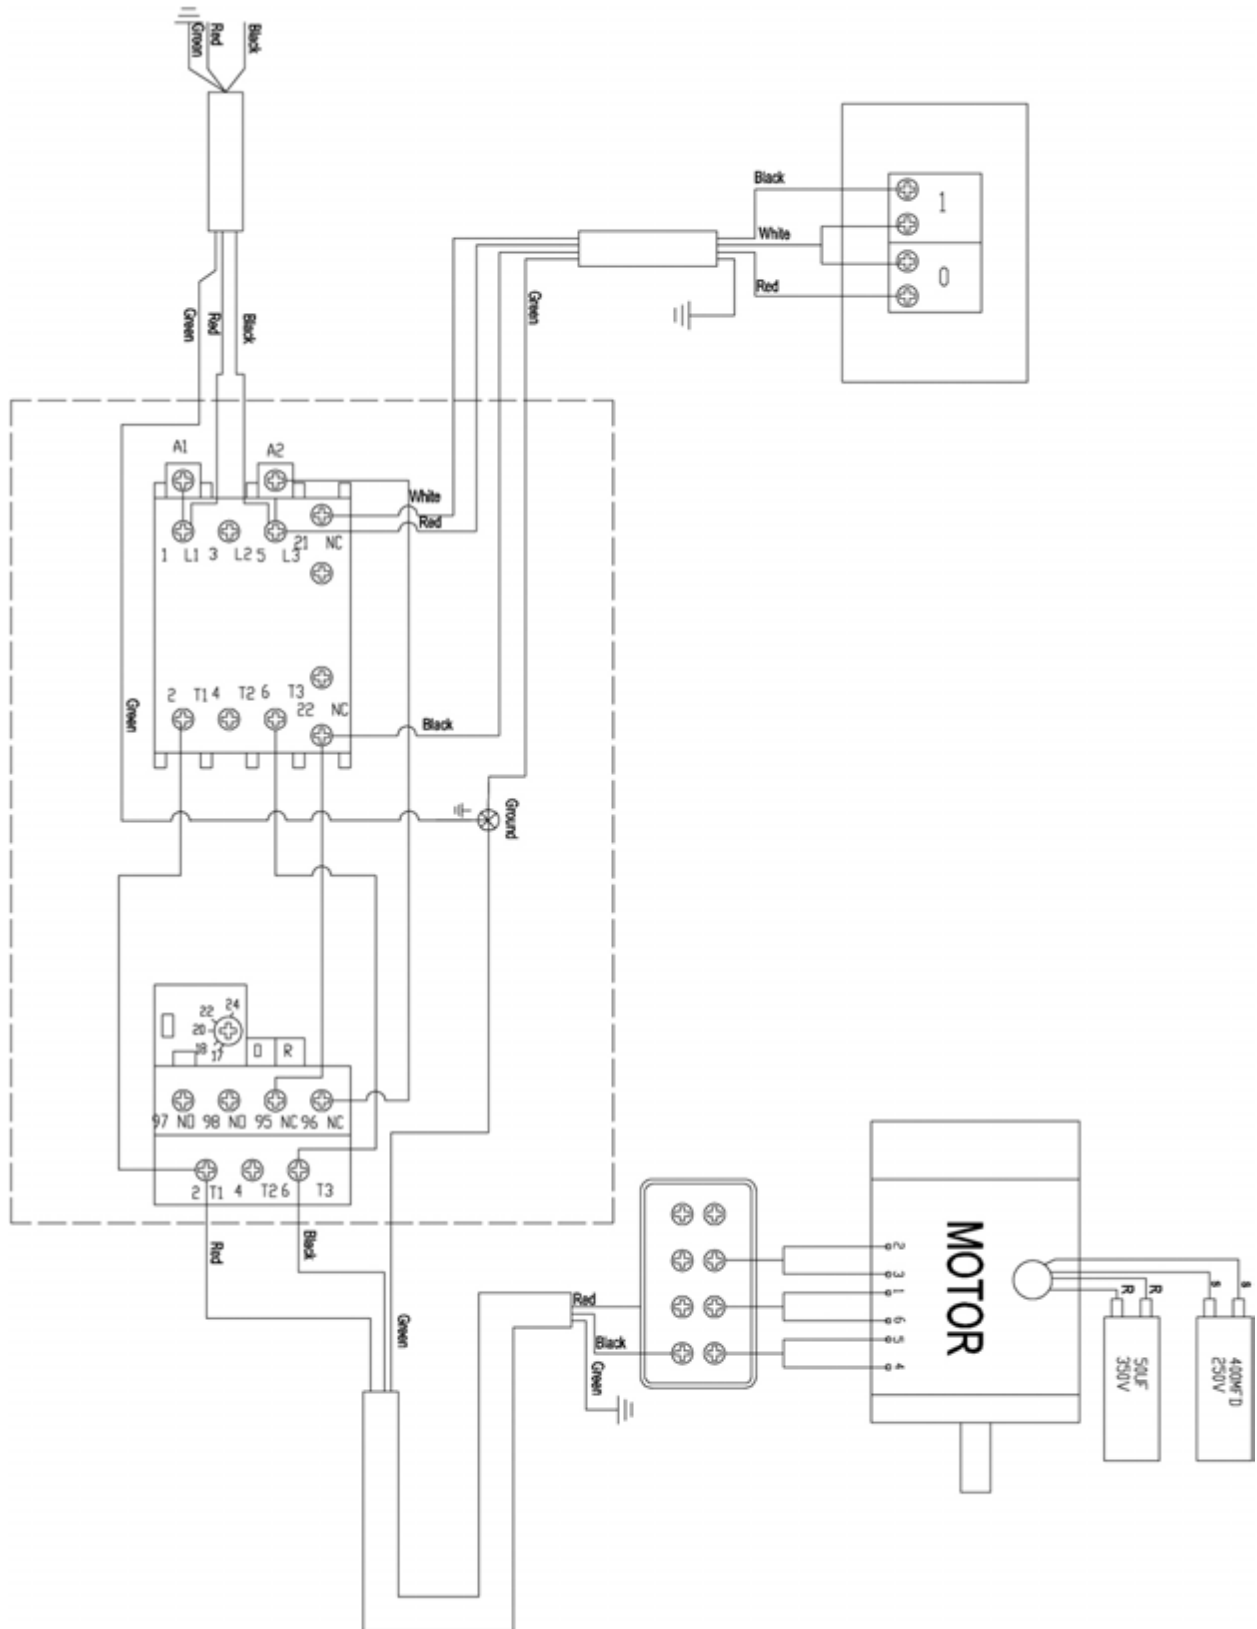 Green
Red
Black
Green
Red
Black
Black
White
Red
1
0
Green
A1
A2
White
Red
1 L1 3 L2 5 L3 21 NC
2 T1 4 T2 6 T3
22 NC
Green
Black
Ground
24
22
20
18
17
0 R
97 NO 98 NO 95 NC 96 NC
2 T1 4 T2 6 T3
Red
Black
Green
Red
Black
Green
2
3
1
6
5
4
MOTOR
R
R
s
s
50UF
350V
400MFD
250V